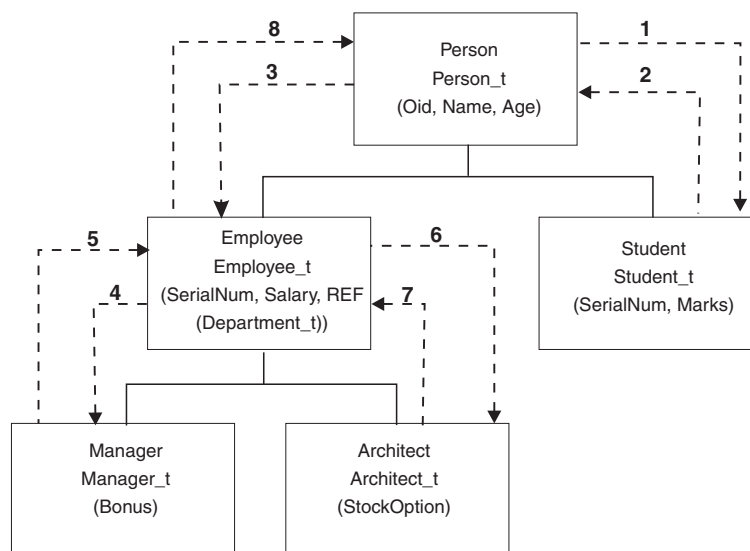 8
1
Person
3
2
Person_t
(Oid, Name, Age)
5
Employee
6
Student
Employee_t
Student_t
4
(SerialNum, Salary, REF
7
(SerialNum, Marks)
(Department_t))
Manager
Architect
Manager_t
Architect_t
(Bonus)
(StockOption)